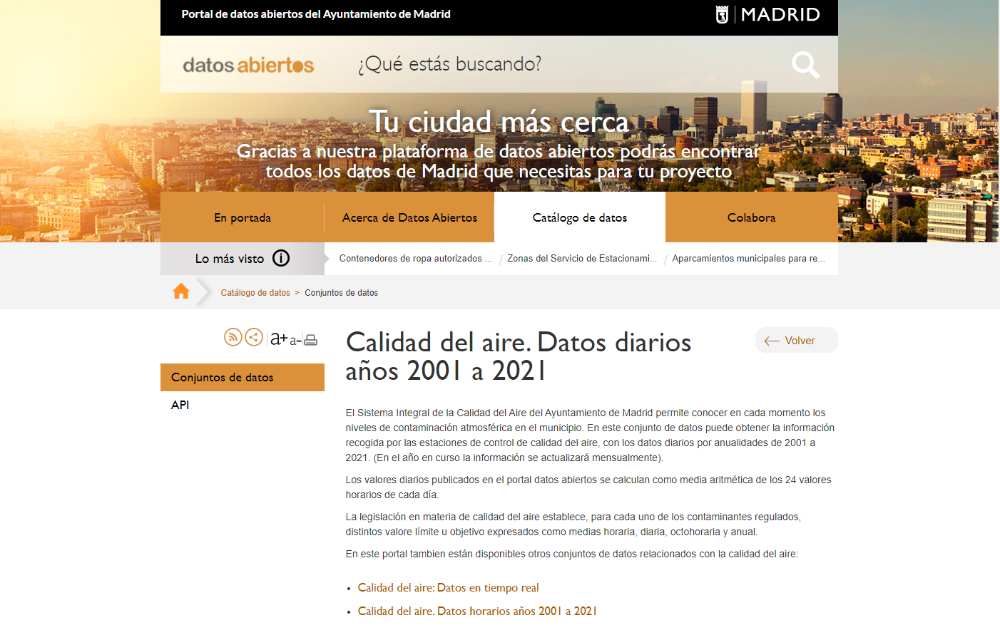 Portal de datos abiertos del Ayuntamiento de Madrid
MADRID
datos abiertos
¿Qué estás buscando?
Tu ciudad más cerca
Gracias a nuestra plataforma de datos abiertos podrás encontrar
todos los datos de Madrid que necesitas para tu proyecto
En portada
Acerca de Datos Abiertos
Catálogo de datos
Colabora
Lo más visto
Contenedores de ropa autorizados ... / Zonas del Servicio de Estacionami... / Aparcamientos municipales para re...
Catálogo de datos > Conjuntos de datos
a+ a-
Conjuntos de datos
API
Calidad del aire. Datos diarios
años 2001 a 2021
Volver
El Sistema Integral de la Calidad del Aire del Ayuntamiento de Madrid permite conocer en cada momento los
niveles de contaminación atmosférica en el municipio. En este conjunto de datos puede obtener la información
recogida por las estaciones de control de calidad del aire, con los datos diarios por anualidades de 2001 a
2021. (En el año en curso la información se actualizará mensualmente).
Los valores diarios publicados en el portal datos abiertos se calculan como media aritmética de los 24 valores
horarios de cada día.
La legislación en materia de calidad del aire establece, para cada uno de los contaminantes regulados,
distintos valore límite u objetivo expresados como medias horaria, diaria, octohoraria y anual.
En este portal tambien están disponibles otros conjuntos de datos relacionados con la calidad del aire:
• Calidad del aire: Datos en tiempo real
• Calidad del aire. Datos horarios años 2001 a 2021